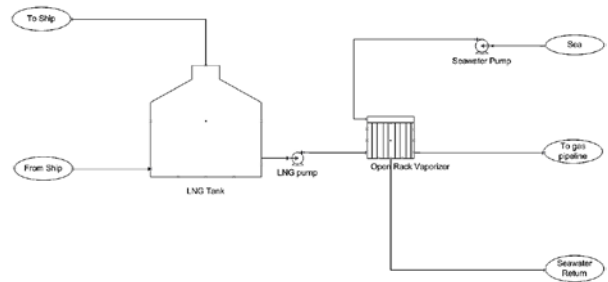 To Ship
Sea
Seawater Pump
From Ship
LNG Tank
LNG pump
Open Rack Vaporizer
To gas
pipeline
Seawater
Return